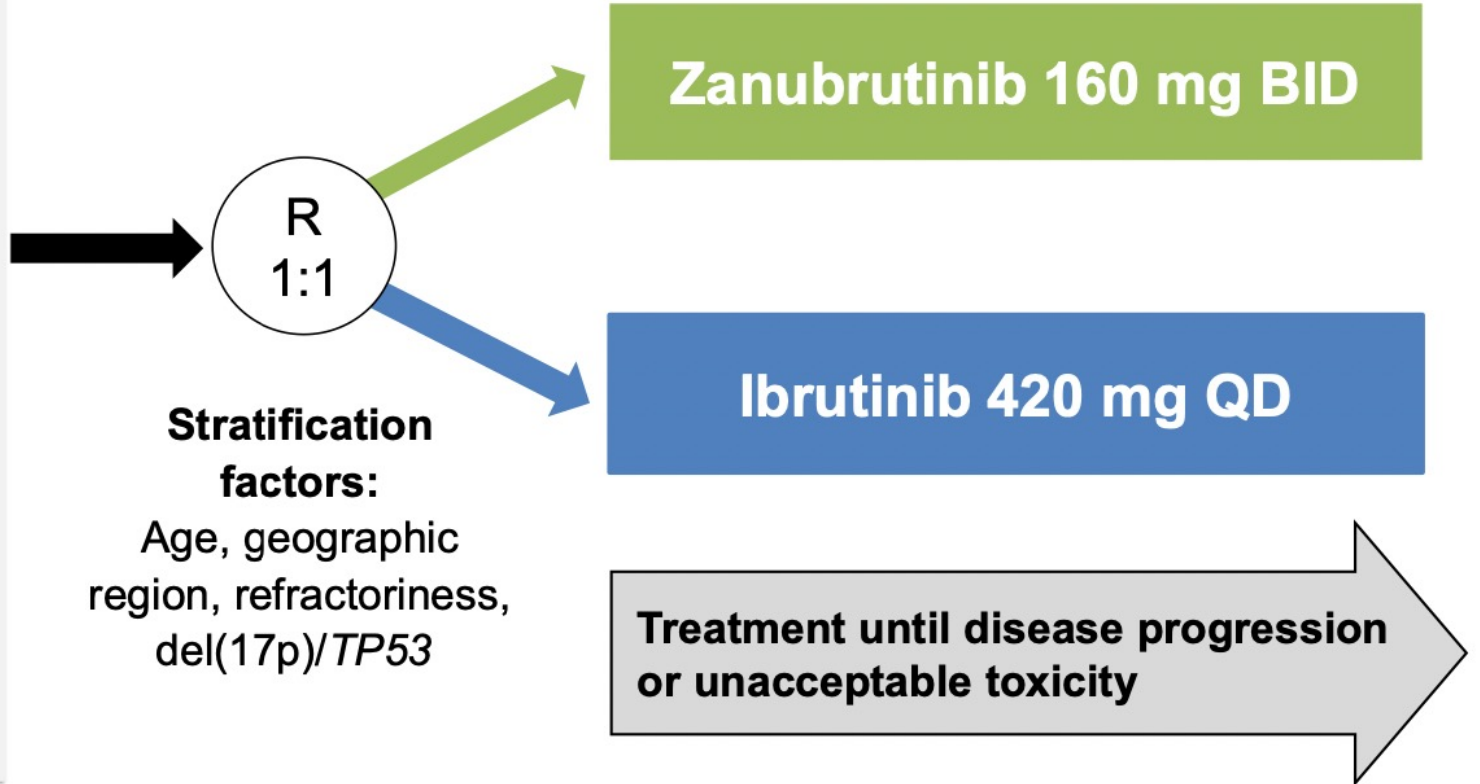 Zanubrutinib 160 mg BID
R
1:1
Ibrutinib 420 mg QD
Stratification
factors:
Age, geographic
region, refractoriness,
del(17p)/TP53
Treatment until disease progression
or unacceptable toxicity